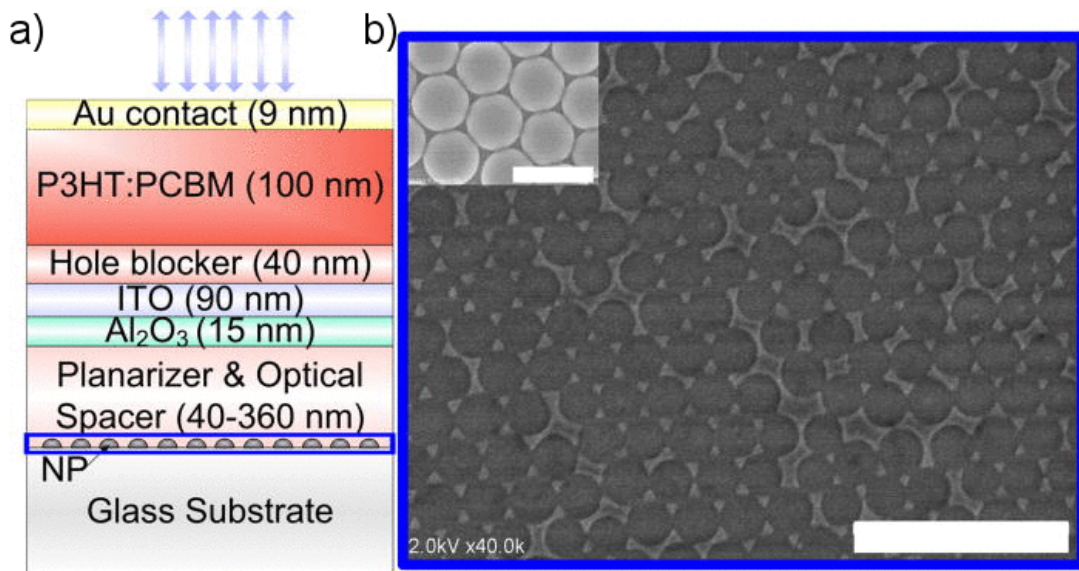 a)
b)
Au contact (9 nm)
P3HT:PCBM (100 nm)
Hole blocker (40 nm)
ITO (90 nm)
Al₂O₃ (15 nm)
Planarizer & Optical
Spacer (40-360 nm)
NP
Glass Substrate
2.0kV x40.0k